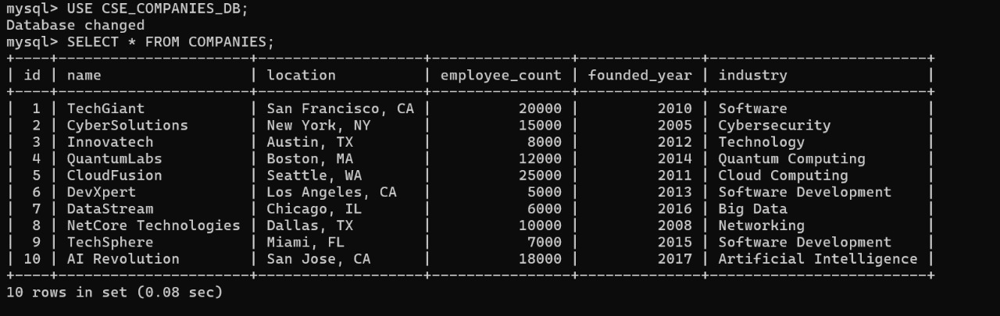 mysql> USE CSE_COMPANIES_DB;
Database changed
mysql> SELECT * FROM COMPANIES;
+----+----------------------+-------------------+----------------+--------------+-------------------------+
| id | name                 | location          | employee_count | founded_year | industry                |
+----+----------------------+-------------------+----------------+--------------+-------------------------+
|  1 | TechGiant            | San Francisco, CA |          20000 |         2010 | Software                |
|  2 | CyberSolutions       | New York, NY      |          15000 |         2005 | Cybersecurity           |
|  3 | Innovatech           | Austin, TX        |           8000 |         2012 | Technology              |
|  4 | QuantumLabs          | Boston, MA        |          12000 |         2014 | Quantum Computing       |
|  5 | CloudFusion          | Seattle, WA       |          25000 |         2011 | Cloud Computing         |
|  6 | DevXpert             | Los Angeles, CA   |           5000 |         2013 | Software Development    |
|  7 | DataStream           | Chicago, IL       |           6000 |         2016 | Big Data                |
|  8 | NetCore Technologies | Dallas, TX        |          10000 |         2008 | Networking              |
|  9 | TechSphere           | Miami, FL         |           7000 |         2015 | Software Development    |
| 10 | AI Revolution        | San Jose, CA      |          18000 |         2017 | Artificial Intelligence |
+----+----------------------+-------------------+----------------+--------------+-------------------------+
10 rows in set (0.08 sec)